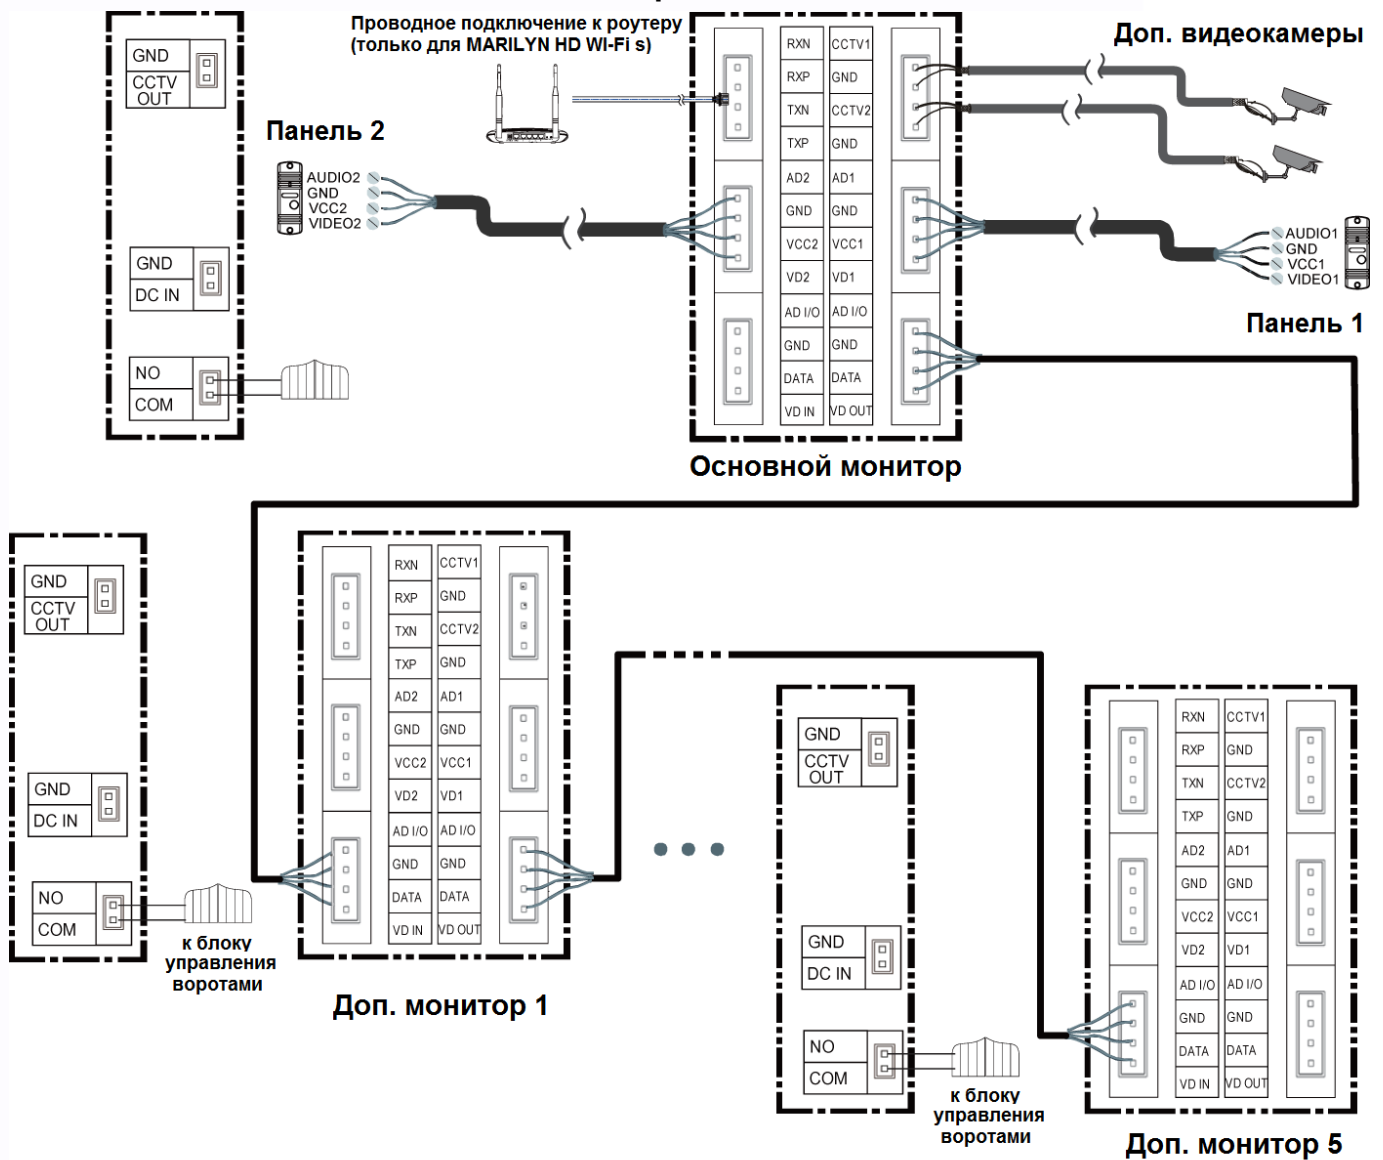 Проводное подключение к роутеру
(только для MARILYN HD WI-Fi s)
Доп. видеокамеры
GND
CCTV
OUT
GND
DC IN
NO
COM
Панель 2
AUDIO2
GND
VCC2
VIDEO2
RXN
CCTV1
RXP
GND
TXN
CCTV2
TXP
GND
AD2
AD1
GND
GND
VCC2
VCC1
VD2
VD1
AD I/O
AD I/O
GND
GND
DATA
DATA
VD IN
VD OUT
AUDIO1
GND
VCC1
VIDEO1
Панель 1
Основной монитор
GND
CCTV
OUT
GND
DC IN
NO
COM
к блоку
управления
воротами
RXN
CCTV1
RXP
GND
TXN
CCTV2
TXP
GND
AD2
AD1
GND
GND
VCC2
VCC1
VD2
VD1
AD I/O
AD I/O
GND
GND
DATA
DATA
VD IN
VD OUT
Доп. монитор 1
GND
CCTV
OUT
GND
DC IN
NO
COM
к блоку
управления
воротами
RXN
CCTV1
RXP
GND
TXN
CCTV2
TXP
GND
AD2
AD1
GND
GND
VCC2
VCC1
VD2
VD1
AD I/O
AD I/O
GND
GND
DATA
DATA
VD IN
VD OUT
Доп. монитор 5